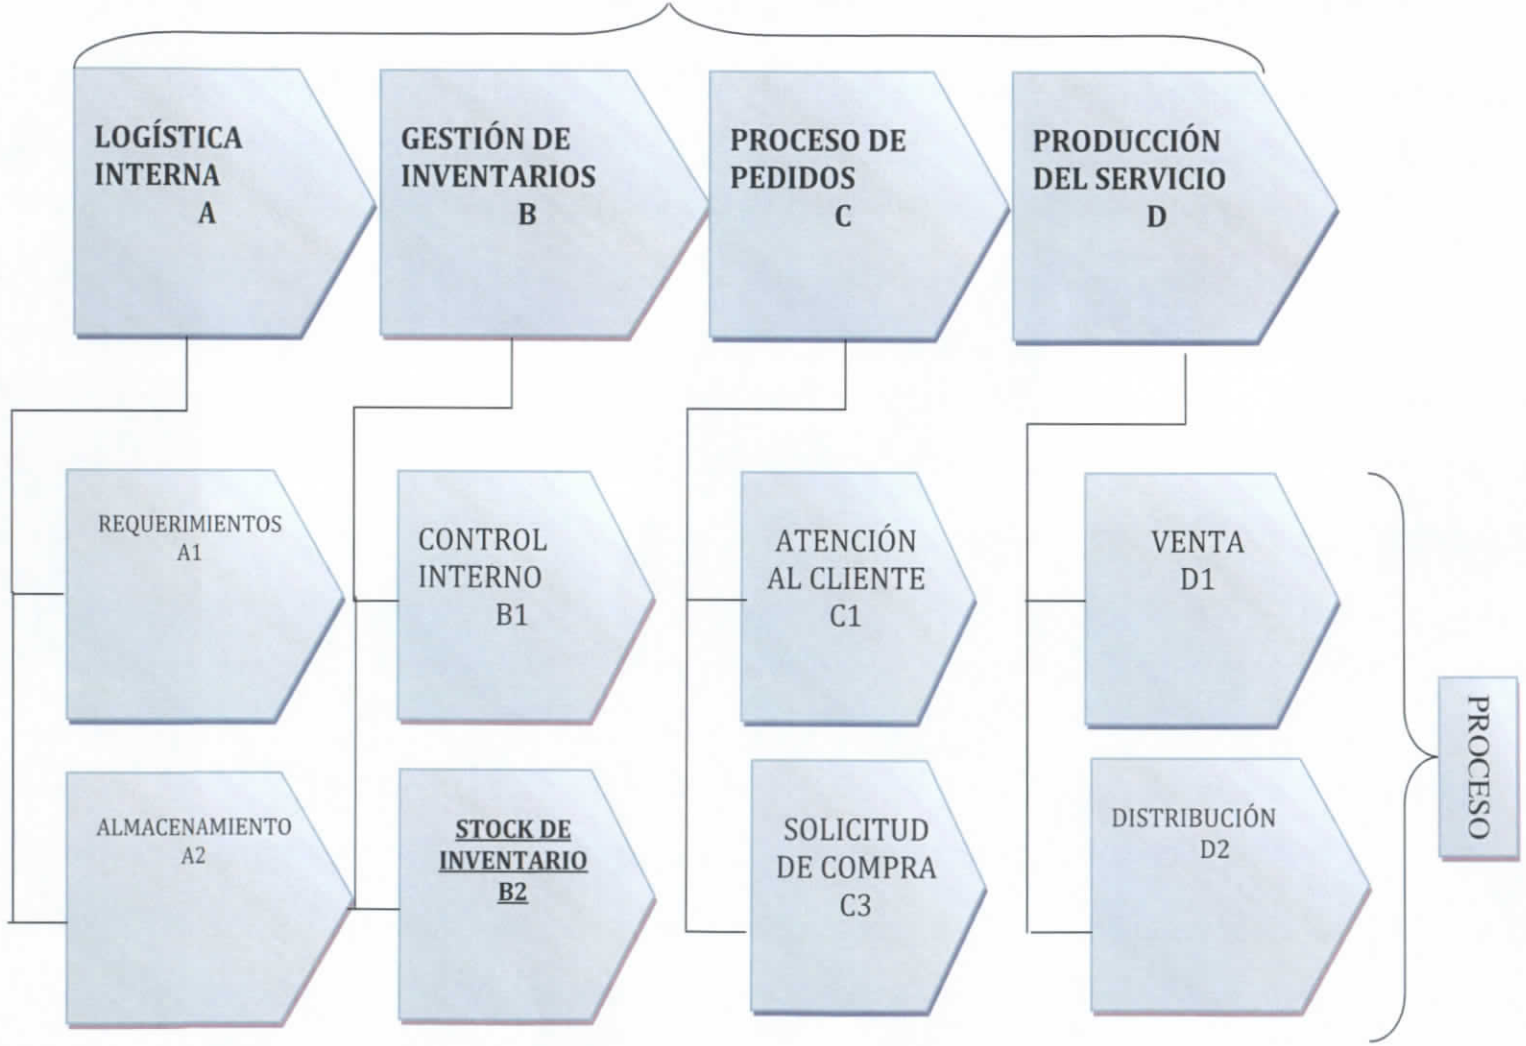 LOGÍSTICA
INTERNA
A
GESTIÓN DE
INVENTARIOS
B
PROCESO DE
PEDIDOS
C
PRODUCCIÓN
DEL SERVICIO
D
REQUERIMIENTOS
A1
CONTROL
INTERNO
B1
ATENCIÓN
AL CLIENTE
C1
VENTA
D1
ALMACENAMIENTO
A2
STOCK DE
INVENTARIO
B2
SOLICITUD
DE COMPRA
C3
DISTRIBUCIÓN
D2
PROCESO